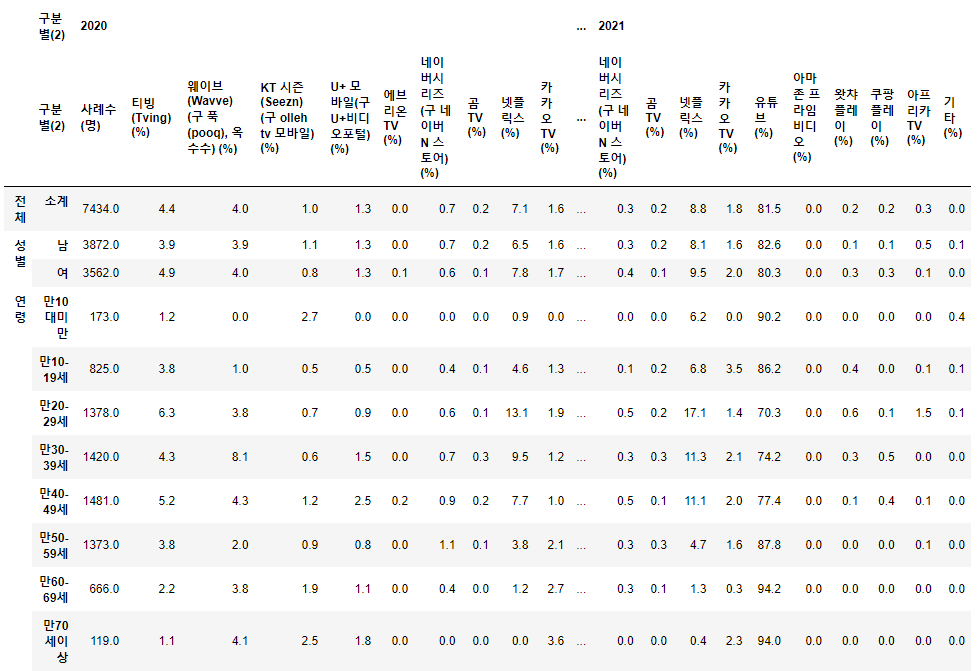 구분별(2) 2020 ... 2021
구분별(2) 사례수(명) 티빙(Tving)(%) 웨이브(Wavve)(구 푹(pooq), 옥수수) (%) KT 시즌(Seezn)(구 olleh tv 모바일)(%) U+ 모바일(구 U+비디오포털)(%) 에브리온TV(%) 네이버시리즈(구 네이버 N 스토어)(%) 곰TV(%) 넷플릭스(%) 카카오TV(%) ... 네이버시리즈(구 네이버 N 스토어)(%) 곰TV(%) 넷플릭스(%) 카카오TV(%) 유튜브(%) 아마존 프라임비디오(%) 왓챠플레이(%) 쿠팡플레이(%) 아프리카TV(%) 기타(%)
전체 소계 7434.0 4.4 4.0 1.0 1.3 0.0 0.7 0.2 7.1 1.6 ... 0.3 0.2 8.8 1.8 81.5 0.0 0.2 0.2 0.3 0.0
성별 남 3872.0 3.9 3.9 1.1 1.3 0.0 0.7 0.2 6.5 1.6 ... 0.3 0.2 8.1 1.6 82.6 0.0 0.1 0.1 0.5 0.1
여 3562.0 4.9 4.0 0.8 1.3 0.1 0.6 0.1 7.8 1.7 ... 0.4 0.1 9.5 2.0 80.3 0.0 0.3 0.3 0.1 0.0
연령 만10대미만 173.0 1.2 0.0 2.7 0.0 0.0 0.0 0.0 0.9 0.0 ... 0.0 0.0 6.2 0.0 90.2 0.0 0.0 0.0 0.0 0.4
만10-19세 825.0 3.8 1.0 0.5 0.5 0.0 0.4 0.1 4.6 1.3 ... 0.1 0.2 6.8 3.5 86.2 0.0 0.4 0.0 0.1 0.1
만20-29세 1378.0 6.3 3.8 0.7 0.9 0.0 0.6 0.1 13.1 1.9 ... 0.5 0.2 17.1 1.4 70.3 0.0 0.6 0.1 1.5 0.1
만30-39세 1420.0 4.3 8.1 0.6 1.5 0.0 0.7 0.3 9.5 1.2 ... 0.3 0.3 11.3 2.1 74.2 0.0 0.3 0.5 0.0 0.0
만40-49세 1481.0 5.2 4.3 1.2 2.5 0.2 0.9 0.2 7.7 1.0 ... 0.5 0.1 11.1 2.0 77.4 0.0 0.1 0.4 0.1 0.0
만50-59세 1373.0 3.8 2.0 0.9 0.8 0.0 1.1 0.1 3.8 2.1 ... 0.3 0.3 4.7 1.6 87.8 0.0 0.0 0.0 0.1 0.0
만60-69세 666.0 2.2 3.8 1.9 1.1 0.0 0.4 0.0 1.2 2.7 ... 0.3 0.1 1.3 0.3 94.2 0.0 0.0 0.0 0.0 0.0
만70세이상 119.0 1.1 4.1 2.5 1.8 0.0 0.0 0.0 0.0 3.6 ... 0.0 0.0 0.4 2.3 94.0 0.0 0.0 0.0 0.0 0.0